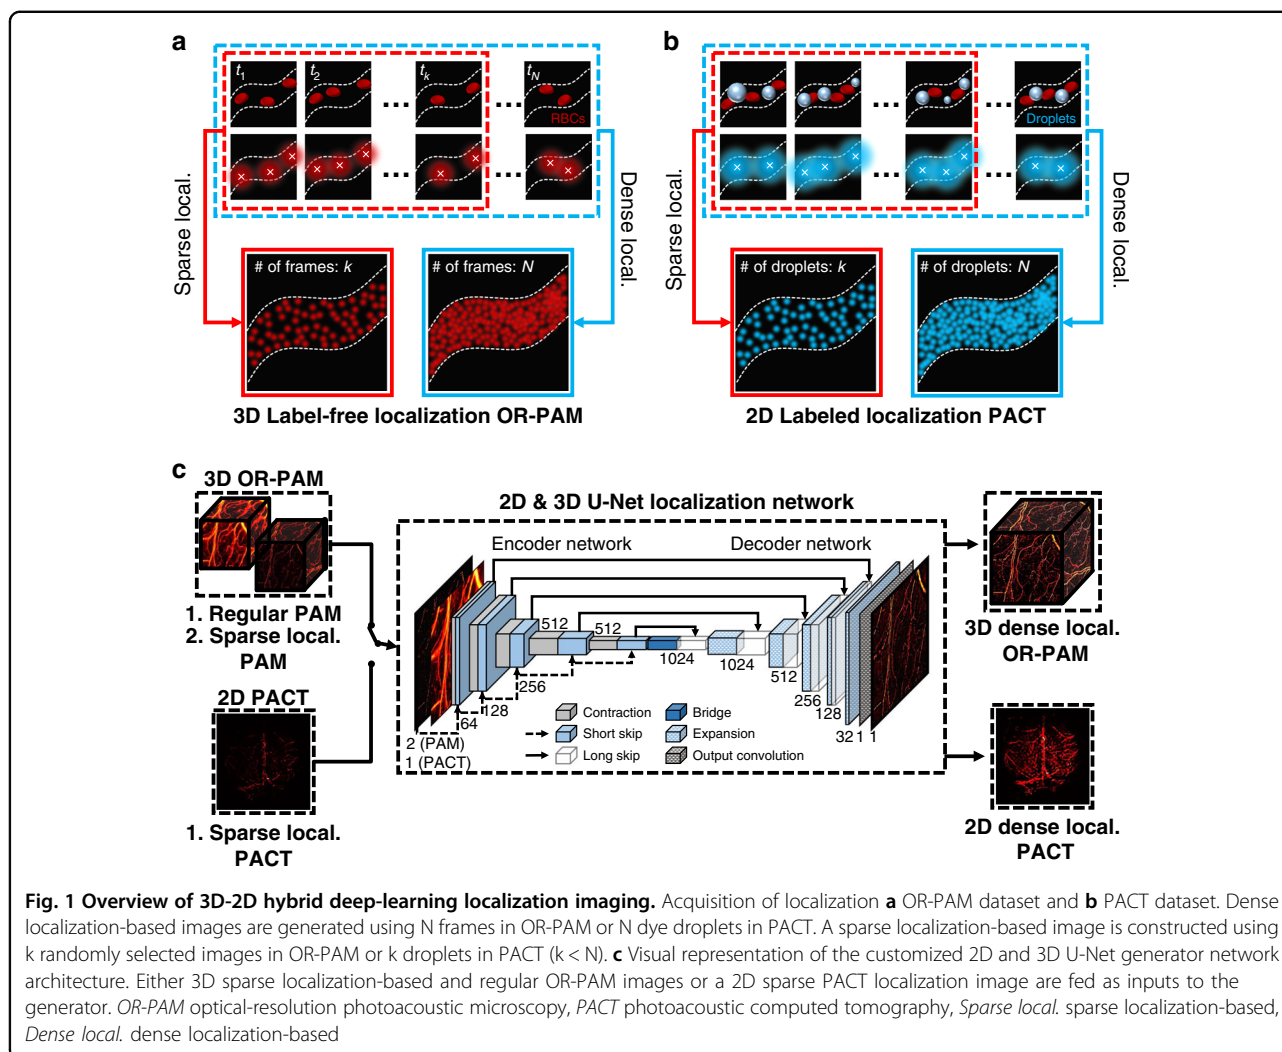 a
t1
t2
tk
tN
...
...
RBCs
...
...
Sparse local.
Dense local.
# of frames: k
# of frames: N
3D Label-free localization OR-PAM
b
...
...
Droplets
...
...
Sparse local.
Dense local.
# of droplets: k
# of droplets: N
2D Labeled localization PACT
c
3D OR-PAM
1. Regular PAM
2. Sparse local.
PAM
2D PACT
1. Sparse local.
PACT
2D & 3D U-Net localization network
Encoder network
Decoder network
512
512
1024
1024
512
256
256
128
128
64
32
1
1
2 (PAM)
1 (PACT)
Contraction
Bridge
Short skip
Expansion
Long skip
Output convolution
3D dense local.
OR-PAM
2D dense local.
PACT
Fig. 1 Overview of 3D-2D hybrid deep-learning localization imaging. Acquisition of localization a OR-PAM dataset and b PACT dataset. Dense
localization-based images are generated using N frames in OR-PAM or N dye droplets in PACT. A sparse localization-based image is constructed using
k randomly selected images in OR-PAM or k droplets in PACT (k < N). c Visual representation of the customized 2D and 3D U-Net generator network
architecture. Either 3D sparse localization-based and regular OR-PAM images or a 2D sparse PACT localization image are fed as inputs to the
generator. OR-PAM optical-resolution photoacoustic microscopy, PACT photoacoustic computed tomography, Sparse local. sparse localization-based,
Dense local. dense localization-based